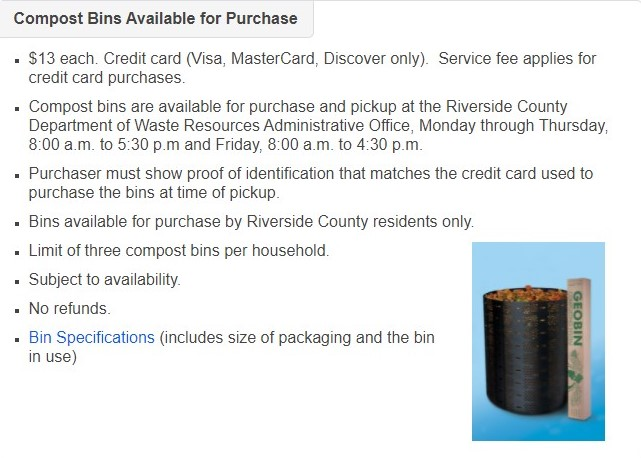 Compost Bins Available for Purchase
$13 each. Credit card (Visa, MasterCard, Discover only).  Service fee applies for
credit card purchases.
Compost bins are available for purchase and pickup at the Riverside County
Department of Waste Resources Administrative Office, Monday through Thursday,
8:00 a.m. to 5:30 p.m and Friday, 8:00 a.m. to 4:30 p.m.
Purchaser must show proof of identification that matches the credit card used to
purchase the bins at time of pickup.
Bins available for purchase by Riverside County residents only.
Limit of three compost bins per household.
Subject to availability.
No refunds.
Bin Specifications (includes size of packaging and the bin
in use)
GEOBIN